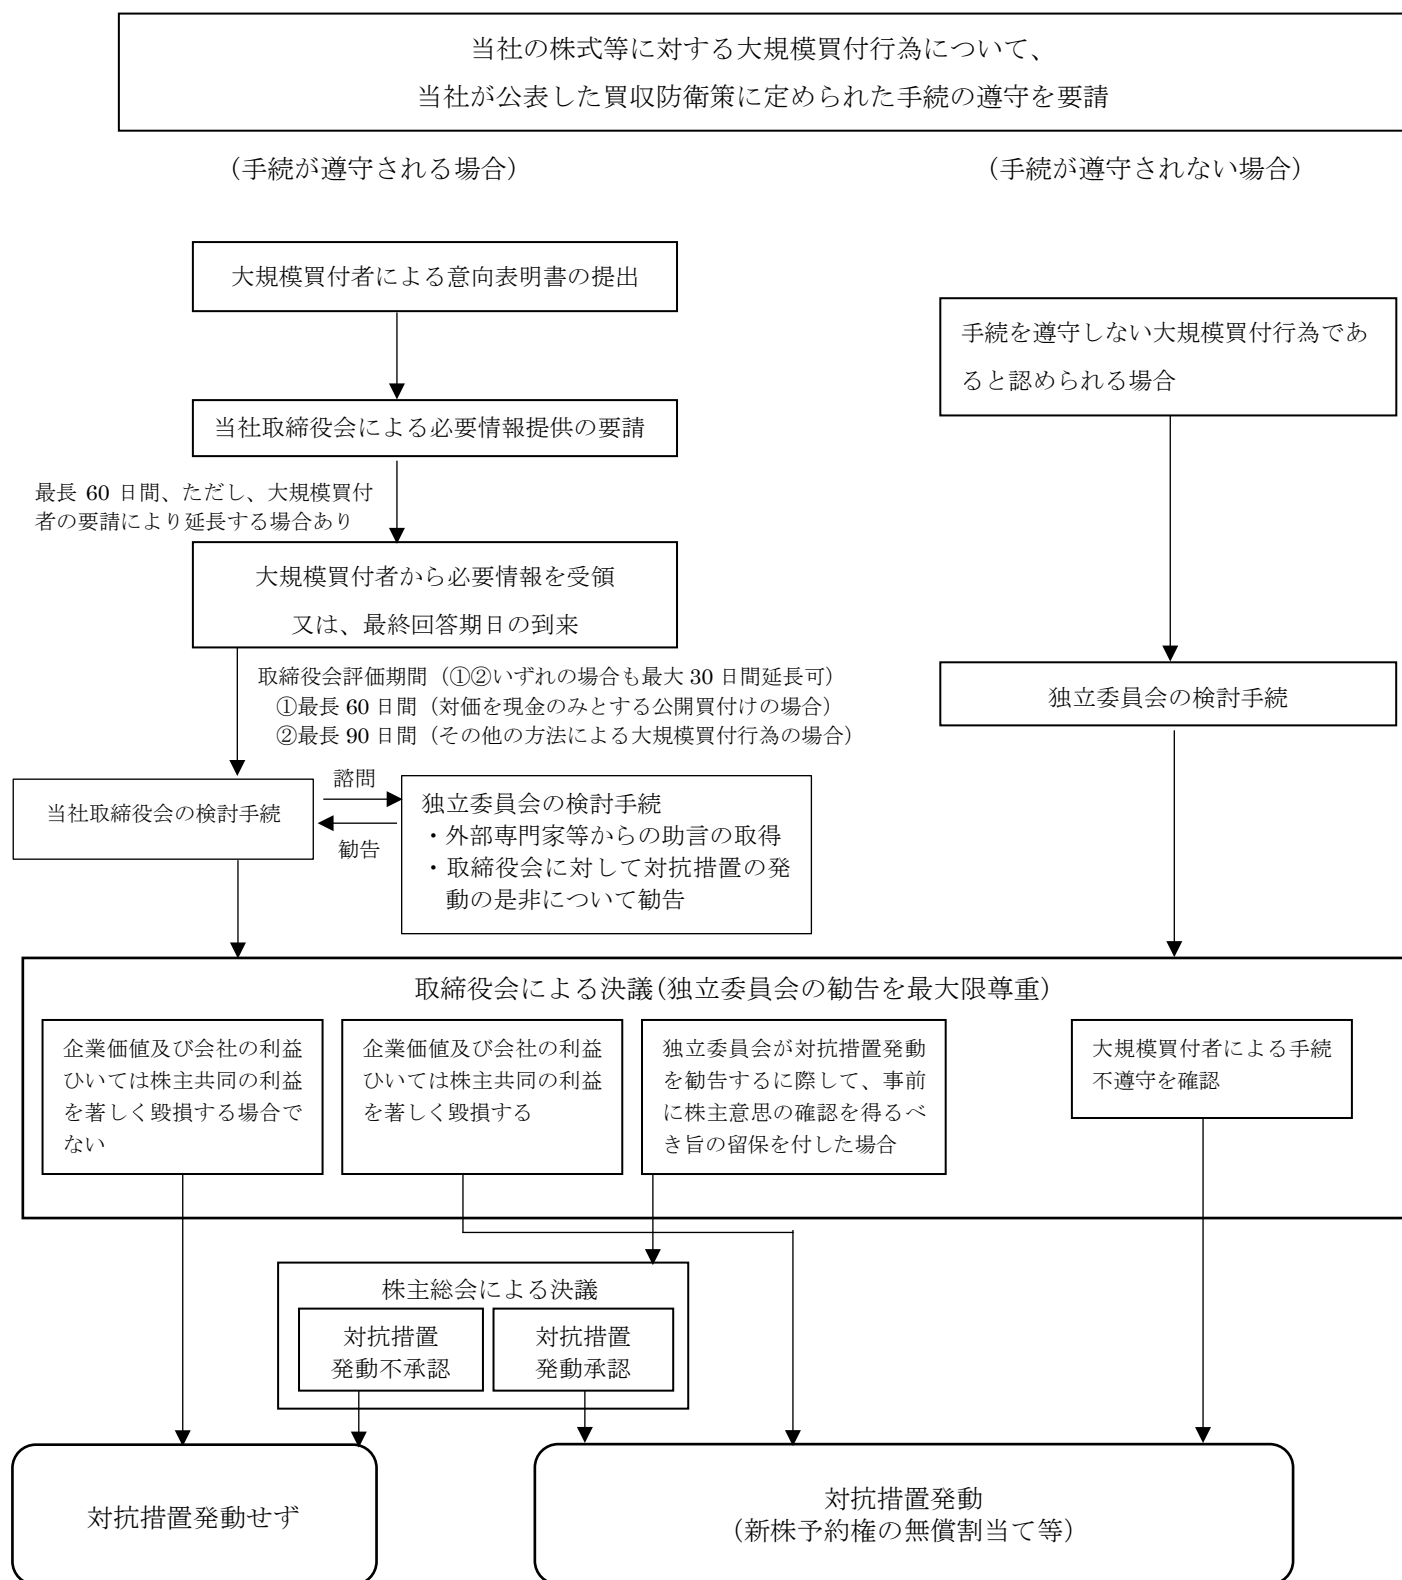 当社の株式等に対する大規模買付行為について、
当社が公表した買収防衛策に定められた手続の遵守を要請
（手続が遵守される場合）
（手続が遵守されない場合）
大規模買付者による意向表明書の提出
手続を遵守しない大規模買付行為であ
ると認められる場合
当社取締役会による必要情報提供の要請
最長 60 日間、ただし、大規模買付
者の要請により延長する場合あり
大規模買付者から必要情報を受領
又は、最終回答期日の到来
取締役会評価期間（①②いずれの場合も最大 30 日間延長可）
①最長 60 日間（対価を現金のみとする公開買付けの場合）
②最長 90 日間（その他の方法による大規模買付行為の場合）
独立委員会の検討手続
当社取締役会の検討手続
諮問
勧告
独立委員会の検討手続
・外部専門家等からの助言の取得
・取締役会に対して対抗措置の発
動の是非について勧告
取締役会による決議(独立委員会の勧告を最大限尊重)
企業価値及び会社の利益
ひいては株主共同の利益
を著しく毀損する場合で
ない
企業価値及び会社の利益
ひいては株主共同の利益
を著しく毀損する
独立委員会が対抗措置発動
を勧告するに際して、事前
に株主意思の確認を得るべ
き旨の留保を付した場合
大規模買付者による手続
不遵守を確認
株主総会による決議
対抗措置
発動不承認
対抗措置
発動承認
対抗措置発動せず
対抗措置発動
（新株予約権の無償割当て等）